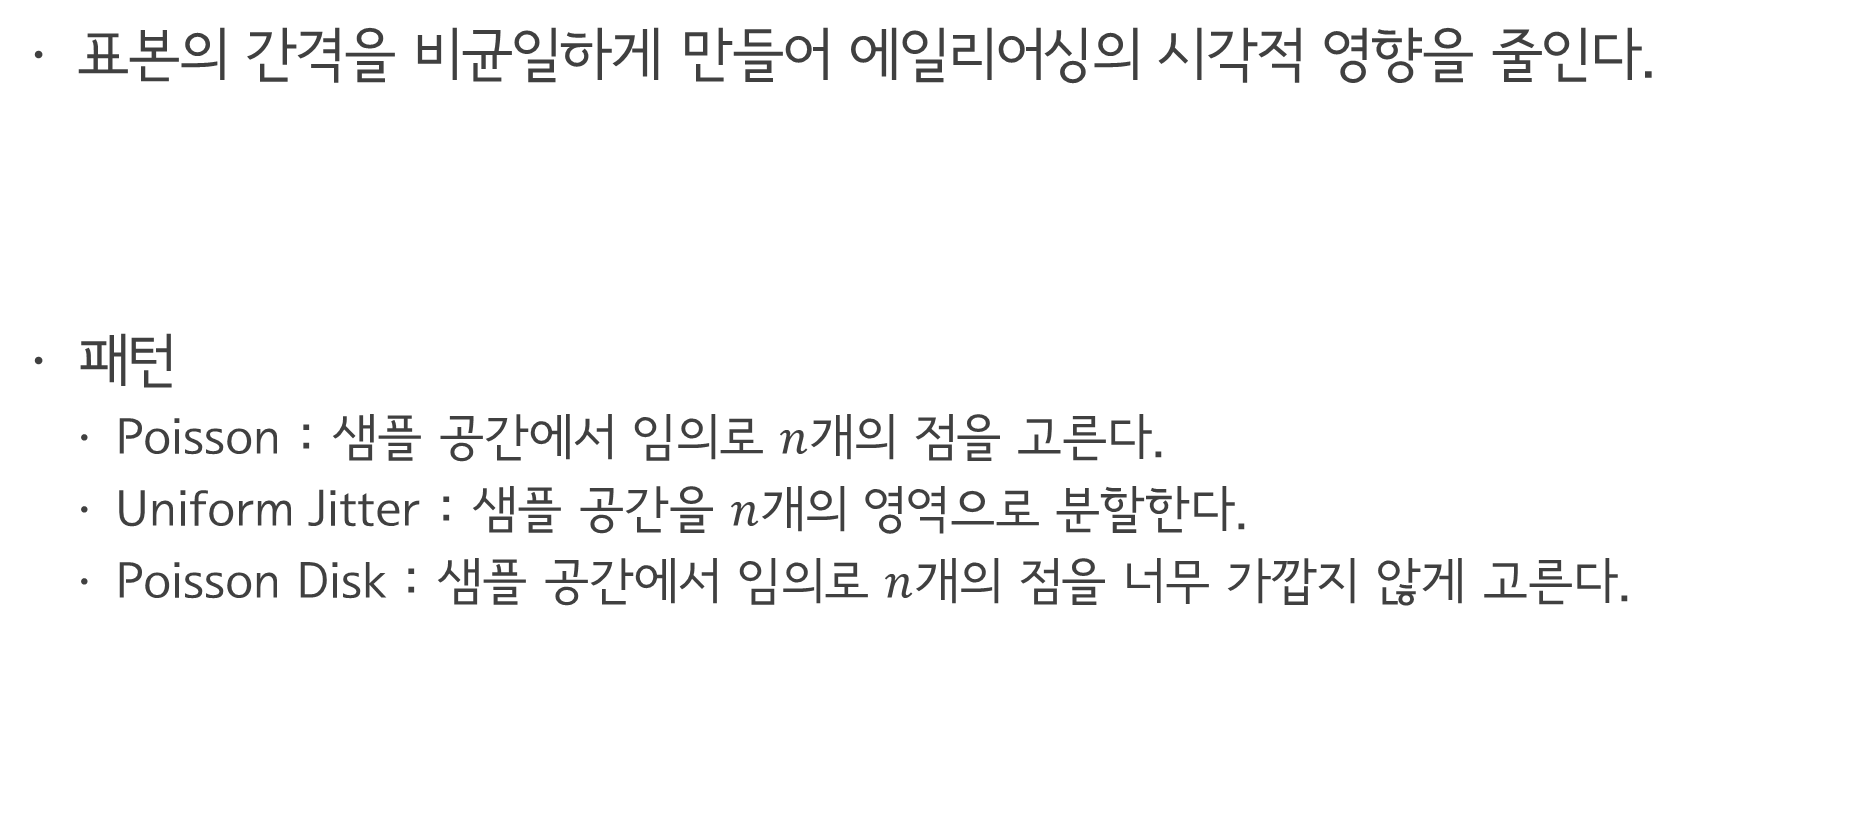 · 표본의 간격을 비균일하게 만들어 에일리어싱의 시각적 영향을 줄인다.
· 패턴
· Poisson : 샘플 공간에서 임의로 n개의 점을 고른다.
· Uniform Jitter : 샘플 공간을 n개의 영역으로 분할한다.
· Poisson Disk : 샘플 공간에서 임의로 n개의 점을 너무 가깝지 않게 고른다.